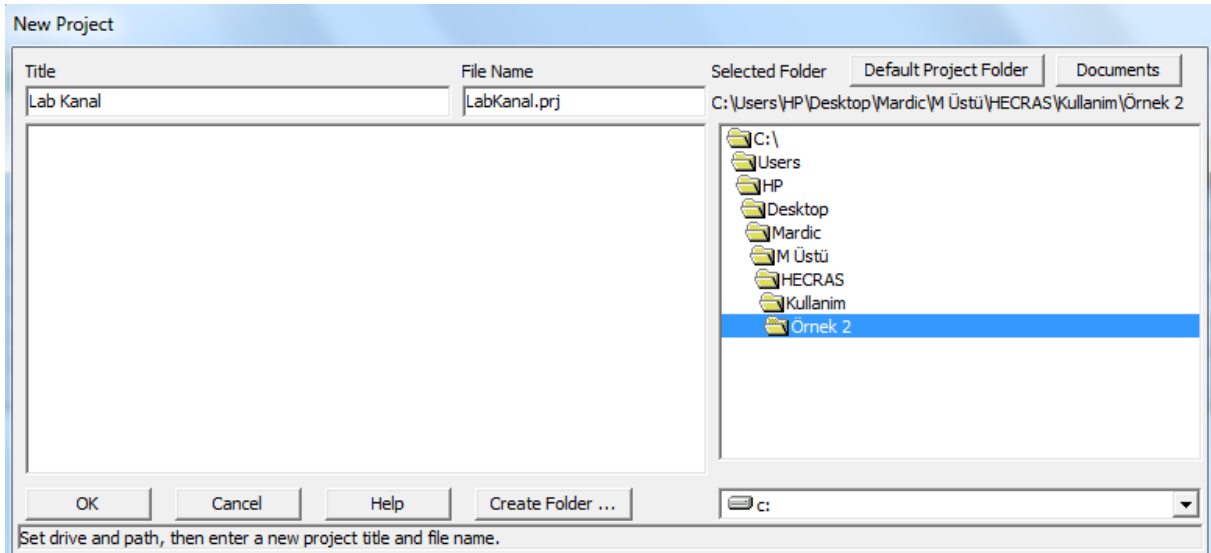 New Project
Title
File Name
Selected Folder
Default Project Folder
Documents
Lab Kanal
LabKanal.prj
C:\Users\HP\Desktop\Mardic\M Üstü\HECRAS\Kullanim\Örnek 2
C:\
Users
HP
Desktop
Mardic
M Üstü
HECRAS
Kullanim
Örnek 2
OK
Cancel
Help
Create Folder ...
c:
Set drive and path, then enter a new project title and file name.